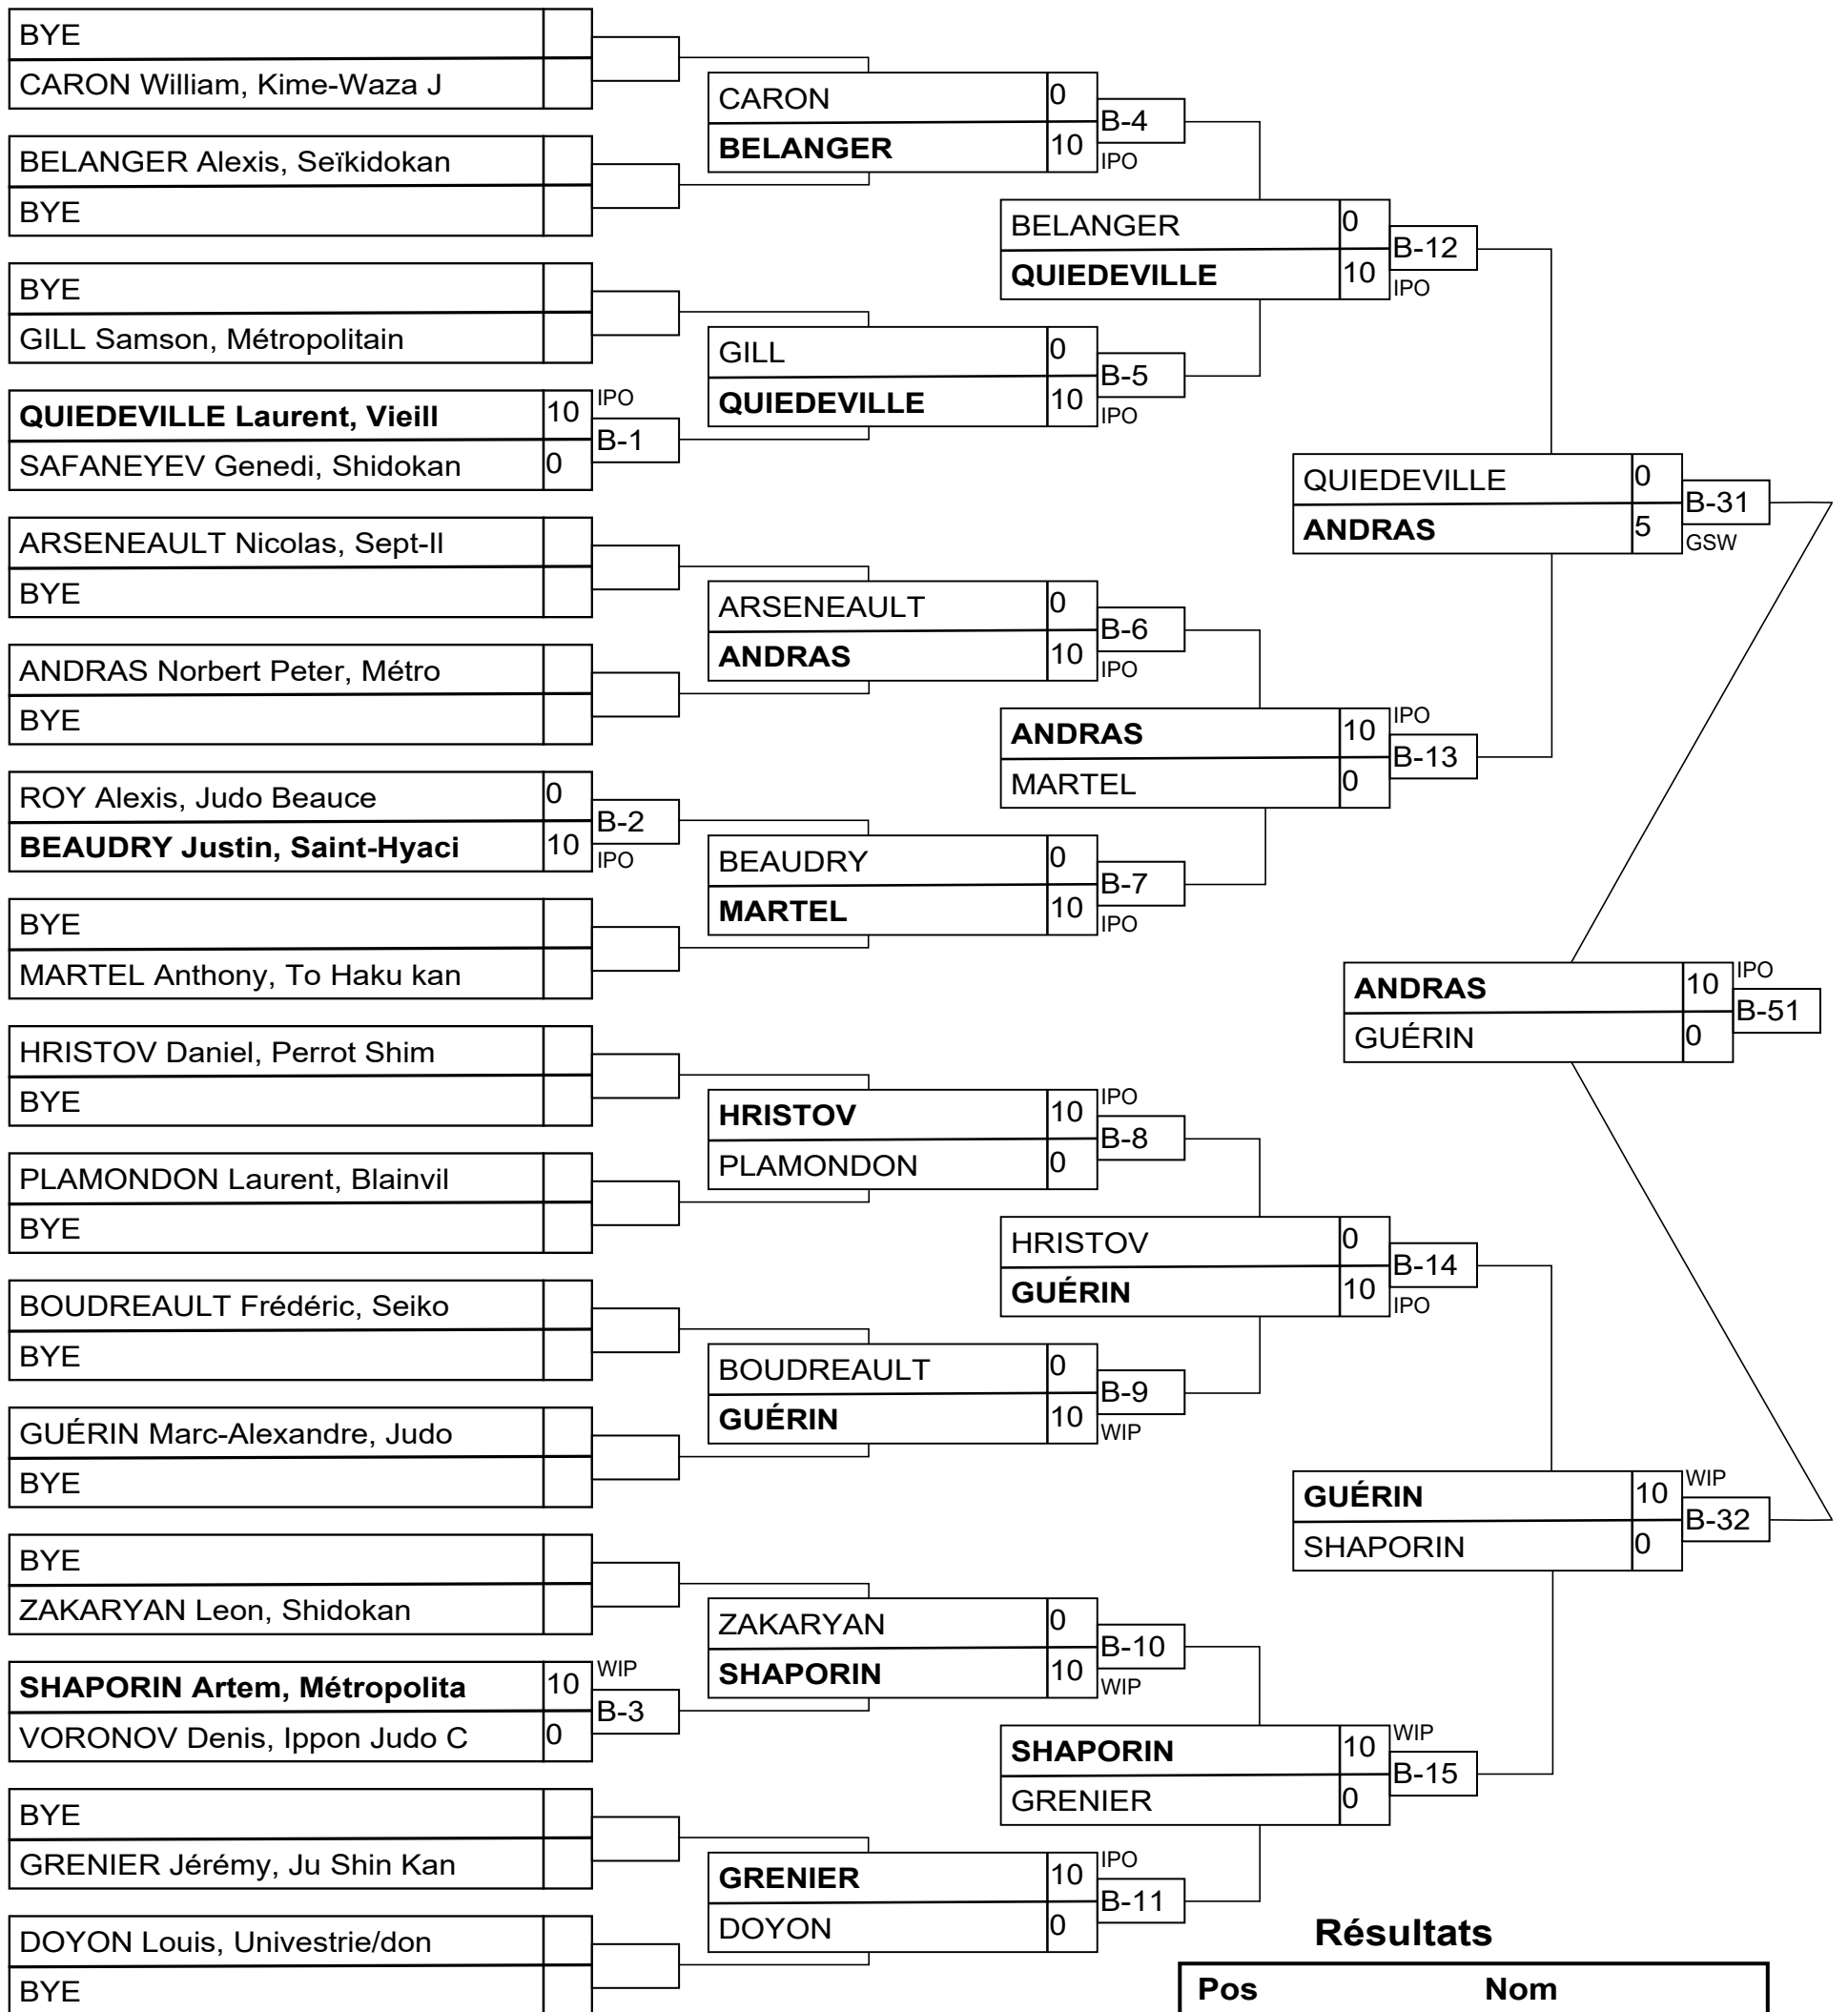 BYE
CARON William, Kime-Waza J
BELANGER Alexis, Seïkidokan
BYE
BYE
GILL Samson, Métropolitain
QUIEDEVILLE Laurent, Vieill 10 IPO
B-1
SAFANEYEV Genedi, Shidokan 0
ARSENEAULT Nicolas, Sept-Il
BYE
ANDRAS Norbert Peter, Métro
BYE
ROY Alexis, Judo Beauce 0
B-2
BEAUDRY Justin, Saint-Hyaci 10 IPO
BYE
MARTEL Anthony, To Haku kan
HRISTOV Daniel, Perrot Shim
BYE
PLAMONDON Laurent, Blainvil
BYE
BOUDREAULT Frédéric, Seiko
BYE
GUÉRIN Marc-Alexandre, Judo
BYE
BYE
ZAKARYAN Leon, Shidokan
SHAPORIN Artem, Métropolita 10 WIP
B-3
VORONOV Denis, Ippon Judo C 0
BYE
GRENIER Jérémy, Ju Shin Kan
DOYON Louis, Univestrie/don
BYE
CARON 0
B-4
BELANGER 10 IPO
GILL 0
B-5
QUIEDEVILLE 10 IPO
ARSENEAULT 0
B-6
ANDRAS 10 IPO
BEAUDRY 0
B-7
MARTEL 10 IPO
HRISTOV 10 IPO
B-8
PLAMONDON 0
BOUDREAULT 0
B-9
GUÉRIN 10 WIP
ZAKARYAN 0
B-10
SHAPORIN 10 WIP
GRENIER 10 IPO
B-11
DOYON 0
BELANGER 0
B-12
QUIEDEVILLE 10 IPO
ANDRAS 10 IPO
B-13
MARTEL 0
HRISTOV 0
B-14
GUÉRIN 10 IPO
SHAPORIN 10 WIP
B-15
GRENIER 0
QUIEDEVILLE 0
B-31
ANDRAS 5 GSW
GUÉRIN 10 WIP
B-32
SHAPORIN 0
ANDRAS 10 IPO
B-51
GUÉRIN 0
Résultats
Pos Nom